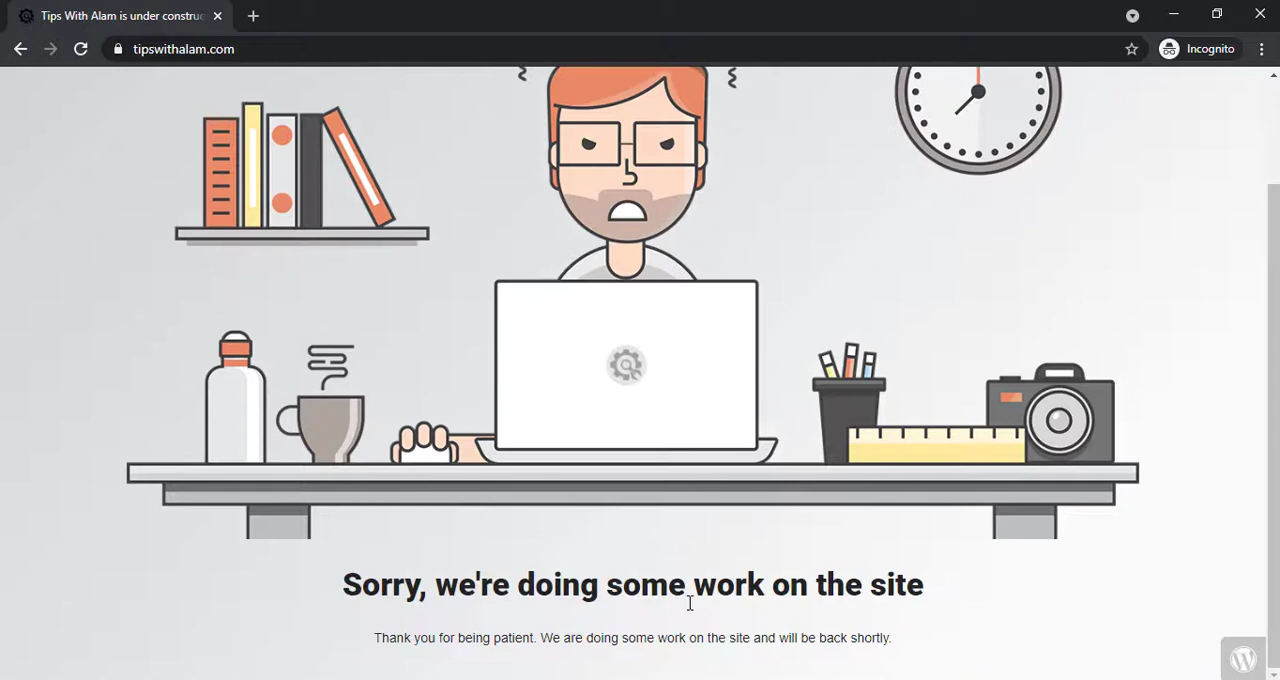 Tips With Alam is under construc
tipswithalam.com
Incognito
Sorry, we're doing some work on the site
Thank you for being patient. We are doing some work on the site and will be back shortly.